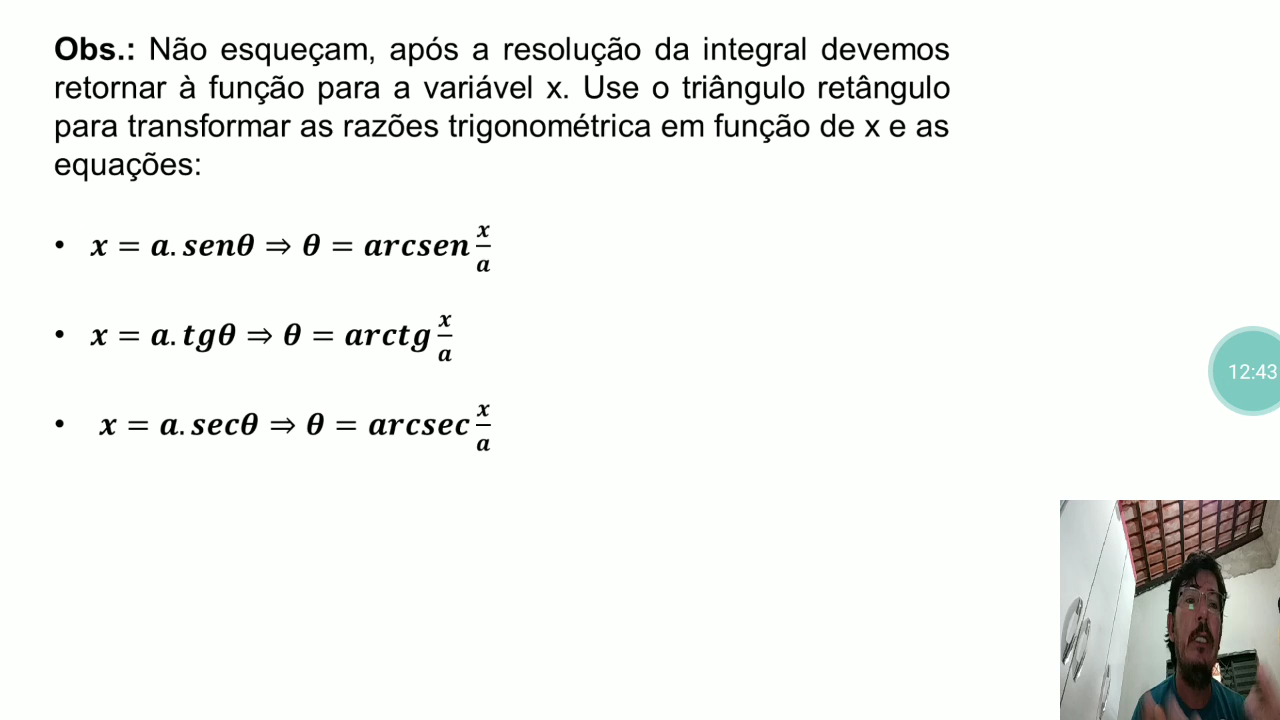 Obs.: Não esqueçam, após a resolução da integral devemos
retornar à função para a variável x. Use o triângulo retângulo
para transformar as razões trigonométrica em função de x e as
equações:
• x = a. senθ ⇒ θ = arcsen x/a
• x = a. tgθ ⇒ θ = arctg x/a
• x = a. secθ ⇒ θ = arcsec x/a
12:43